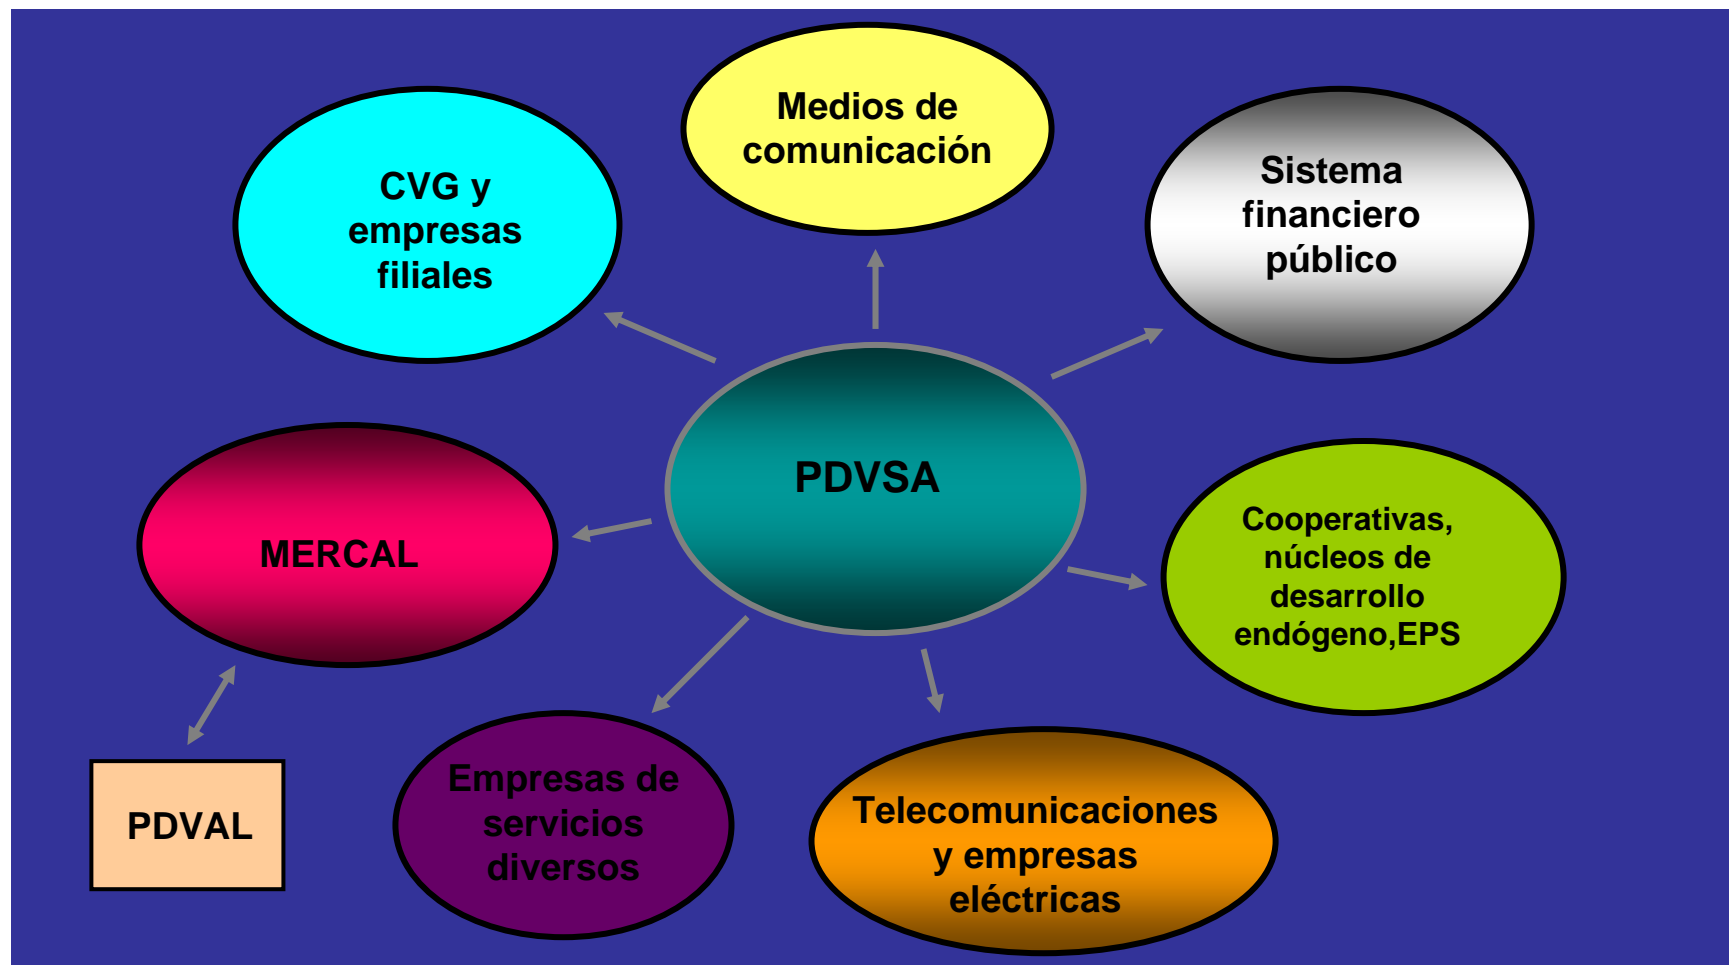 Medios de
comunicación
CVG y
empresas
filiales
Sistema
financiero
público
PDVSA
MERCAL
Cooperativas,
núcleos de
desarrollo
endógeno,EPS
PDVAL
Empresas de
servicios
diversos
Telecomunicaciones
y empresas
eléctricas